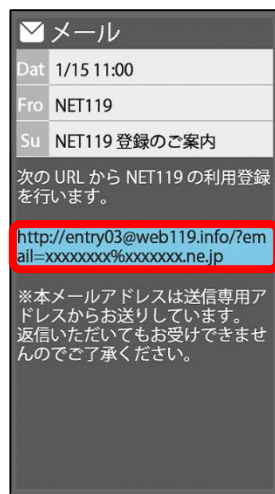 メール
Dat 1/15 11:00
Fro NET119
Su NET119 登録のご案内
次の URL から NET119 の利用登録
を行います。
http://entry03@web119.info/?em
ail=xxxxxxxx%xxxxxxx.ne.jp
※本メールアドレスは送信専用ア
ドレスからお送りしています。
返信いただいてもお受けできませ
んのでご了承ください。